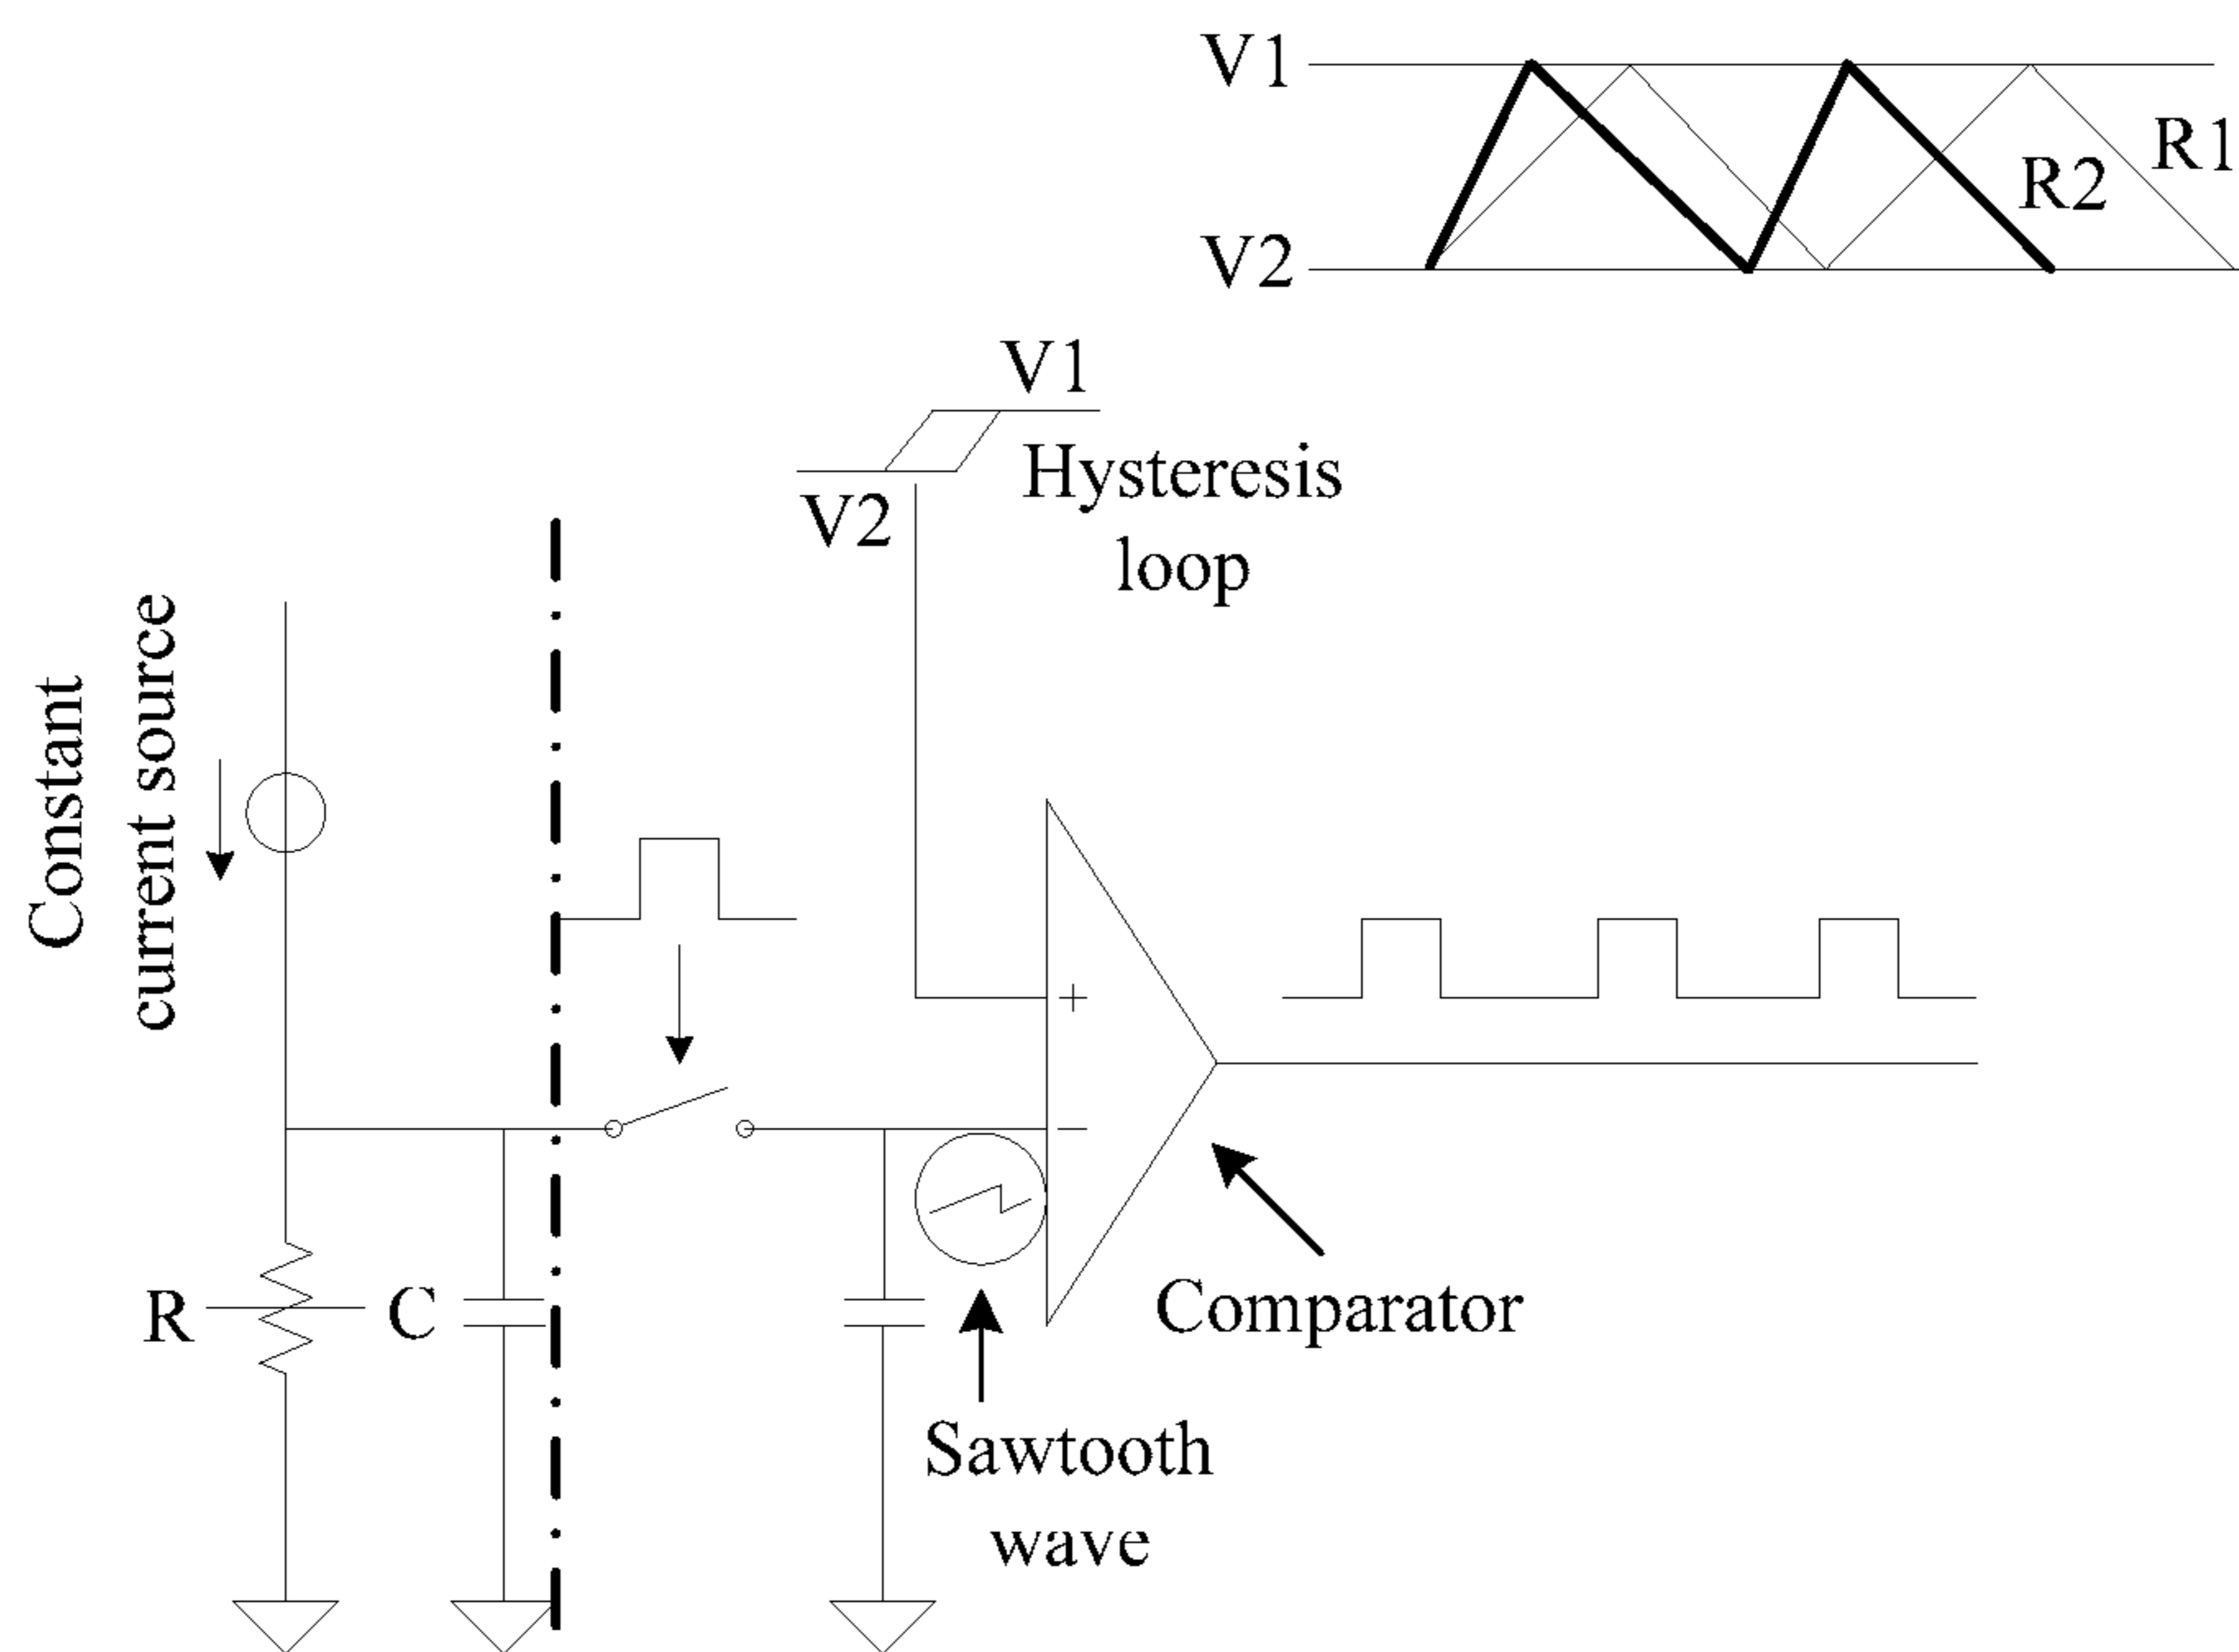 V1
R1
R2
V2
V1
Hysteresis
loop
V2
Constant
current source
+
−
R
C
Comparator
Sawtooth
wave